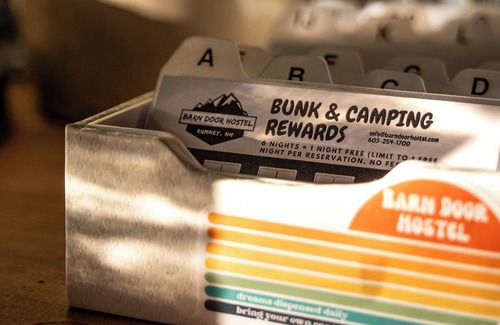 A
B
C
D
BARN DOOR HOSTEL
RUMNEY, NH
BUNK & CAMPING
REWARDS
info@barndoorhostel.com
603-259-1700
6 NIGHTS = 1 NIGHT FREE (LIMIT TO 1 FREE
NIGHT PER RESERVATION. NO
BARN DOOR
HOSTEL
dreams dispensed daily
bring your own